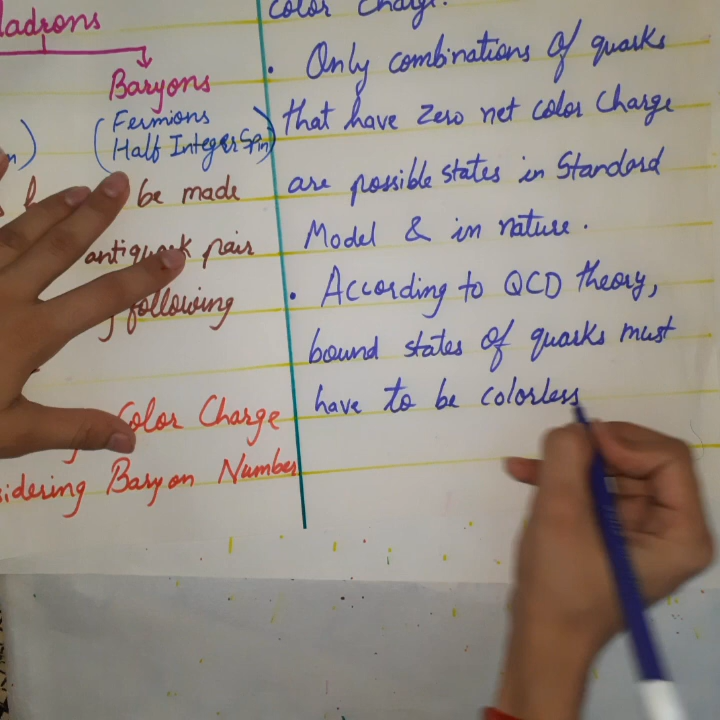 Hadrons
Baryons
(Fermions
Half Integer Spin)
be made
antiquark pair
following
Color Charge
sidering Baryon Number
color Charge.
. Only combinations of quarks
that have zero net color Charge
are possible states in Standard
Model & in nature.
. According to QCD theory,
bound states of quarks must
have to be colorless